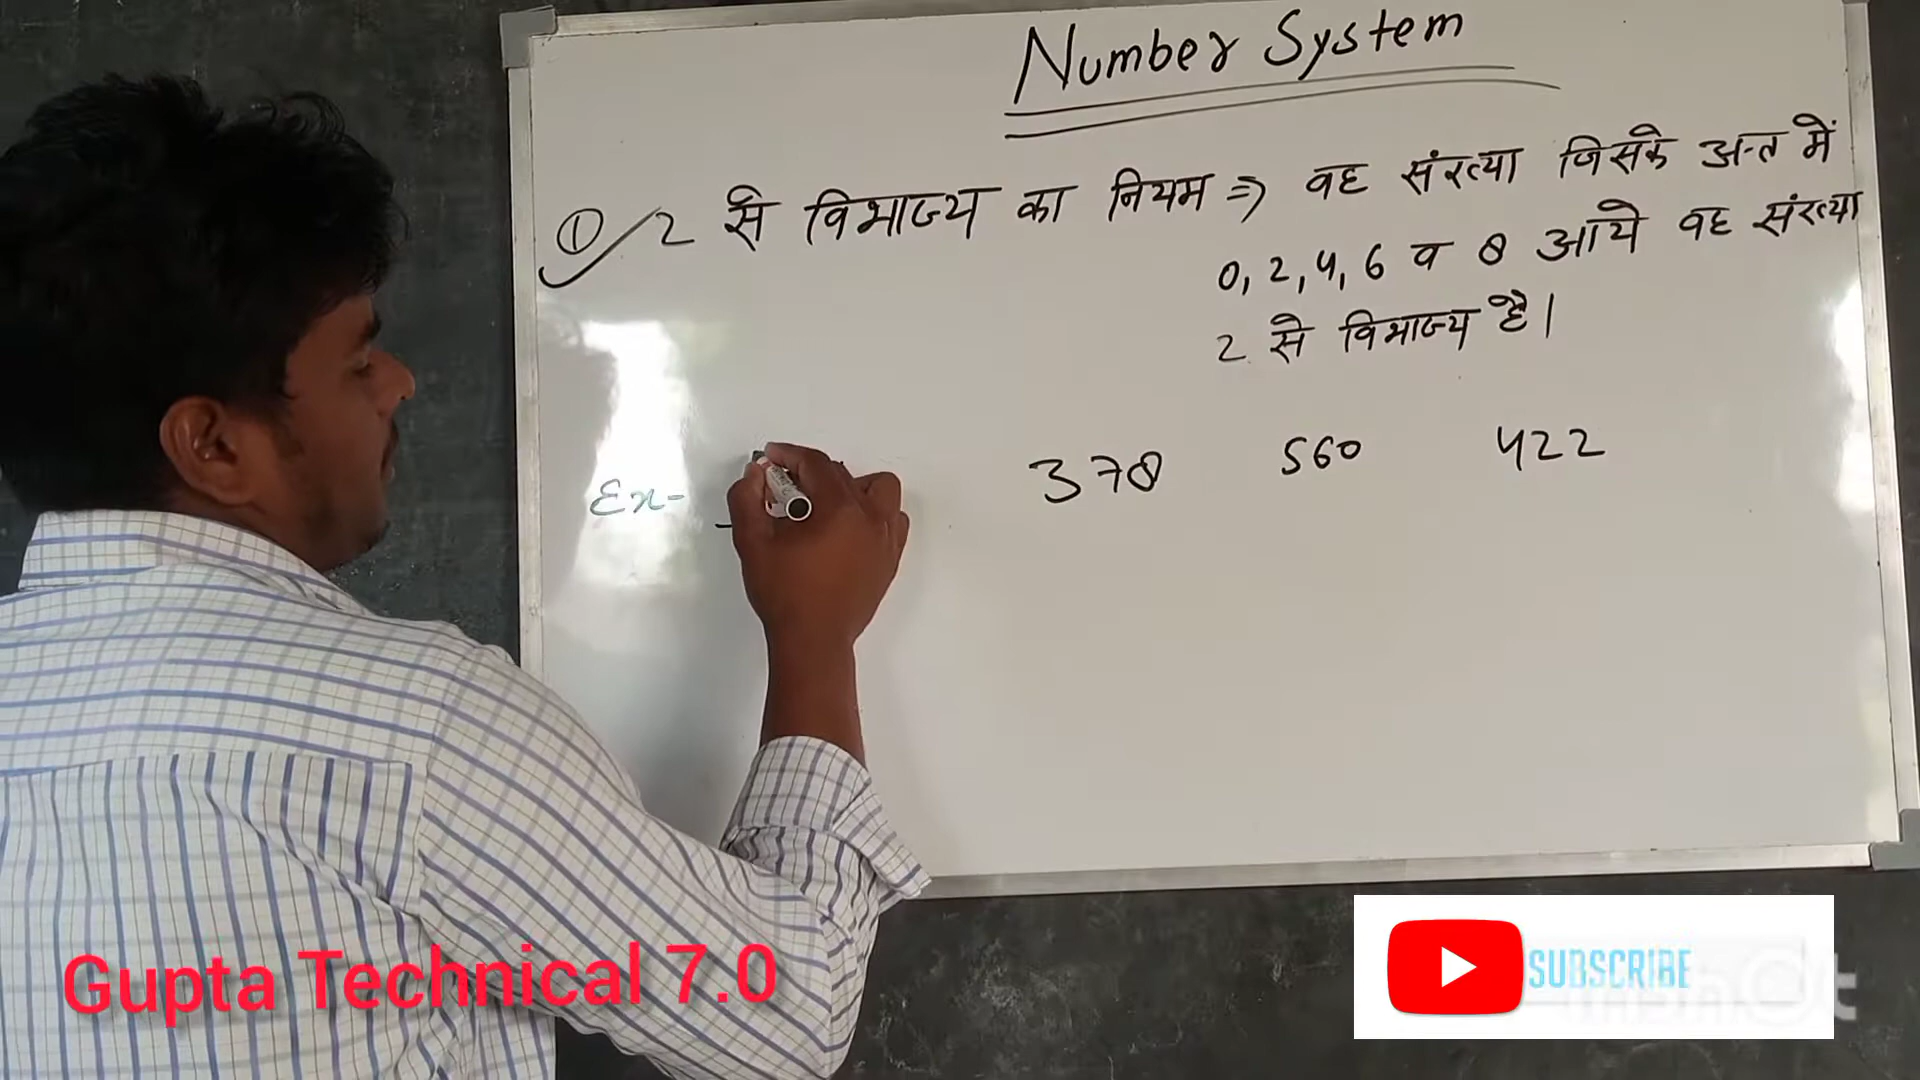 Number System
① 2 से विभाज्य का नियम ⇒ वह संख्या जिसके अन्त में
0, 2, 4, 6 व 8 आये वह संख्या
2 से विभाज्य है।
Ex- 378 560 422
Gupta Technical 7.0
SUBSCRIBE